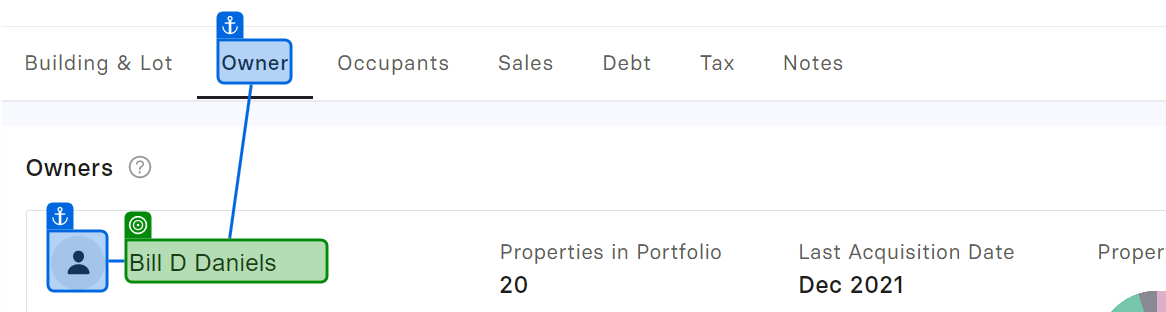 Building & Lot Owner Occupants Sales Debt Tax Notes
Owners ?
Bill D Daniels
Properties in Portfolio
20
Last Acquisition Date
Dec 2021
Proper